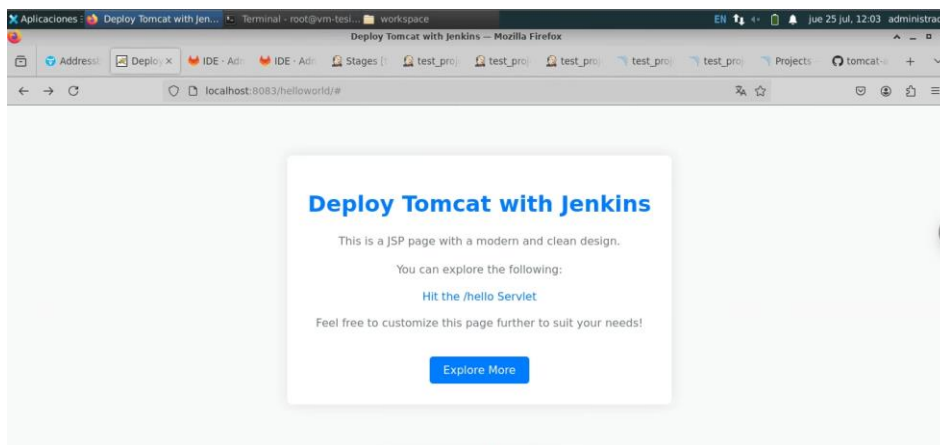 Aplicaciones Deploy Tomcat with Jen... Terminal - root@vm-tesi... workspace EN jue 25 jul, 12:03 administrac
Deploy Tomcat with Jenkins — Mozilla Firefox
Address Deploy IDE - Adm IDE - Adm Stages [ test_proj test_proj test_proj test_proj test_proj Projects tomcat-
localhost:8083/helloworld/#
Deploy Tomcat with Jenkins
This is a JSP page with a modern and clean design.
You can explore the following:
Hit the /hello Servlet
Feel free to customize this page further to suit your needs!
Explore More